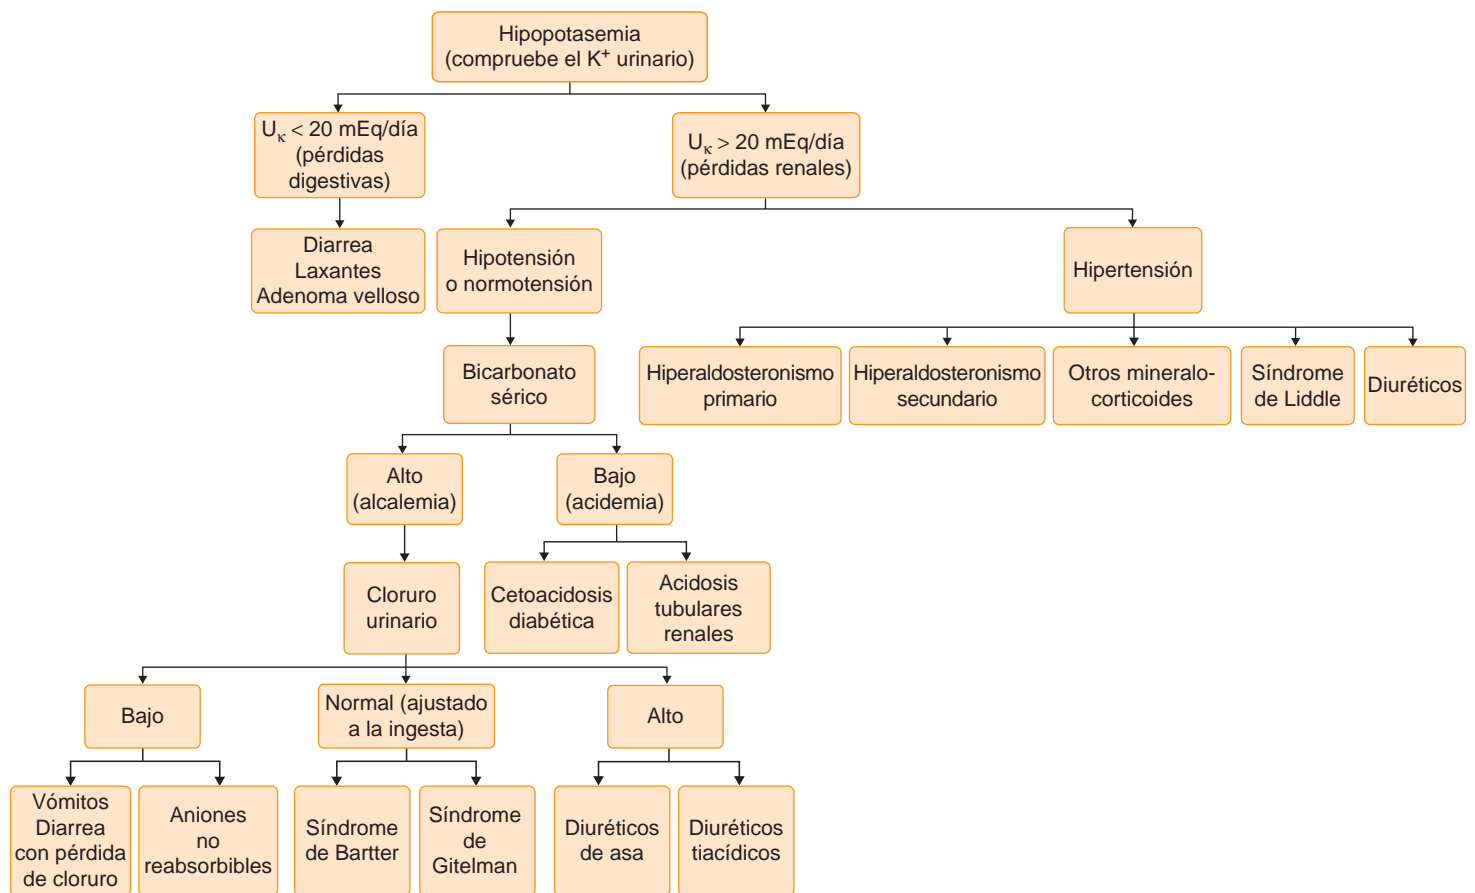 Hipopotasemia
(compruebe el K⁺ urinario)
Uκ < 20 mEq/día
(pérdidas
digestivas)
Uκ > 20 mEq/día
(pérdidas renales)
Diarrea
Laxantes
Adenoma velloso
Hipotensión
o normotensión
Hipertensión
Bicarbonato
sérico
Hiperaldosteronismo
primario
Hiperaldosteronismo
secundario
Otros mineralo-
corticoides
Síndrome
de Liddle
Diuréticos
Alto
(alcalemia)
Bajo
(acidemia)
Cloruro
urinario
Cetoacidosis
diabética
Acidosis
tubulares
renales
Bajo
Normal (ajustado
a la ingesta)
Alto
Vómitos
Diarrea
con pérdida
de cloruro
Aniones
no
reabsorbibles
Síndrome
de Bartter
Síndrome
de
Gitelman
Diuréticos
de asa
Diuréticos
tiacídicos